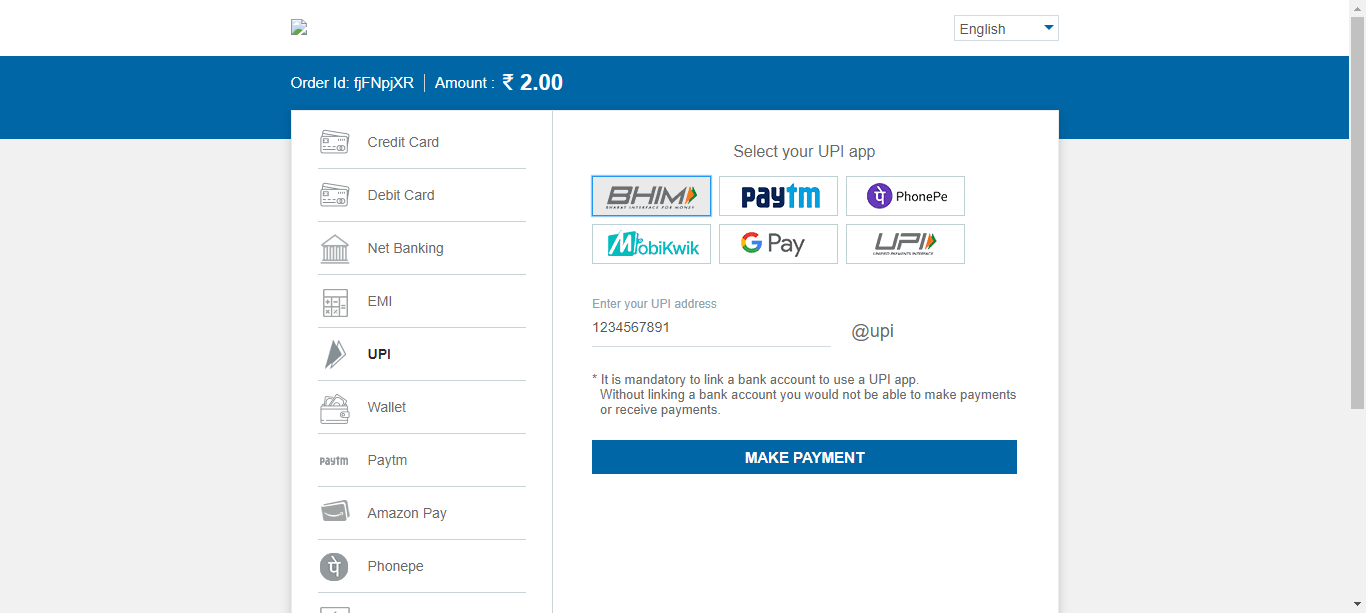 English
Order Id: fjFNpjXR | Amount : ₹ 2.00
Credit Card
Debit Card
Net Banking
EMI
UPI
Wallet
paytm Paytm
Amazon Pay
पे Phonepe
Select your UPI app
BHIM
BHARAT INTERFACE FOR MONEY
paytm
पे PhonePe
MobiKwik
G Pay
UPI
UNIFIED PAYMENTS INTERFACE
Enter your UPI address
1234567891 @upi
* It is mandatory to link a bank account to use a UPI app.
Without linking a bank account you would not be able to make payments
or receive payments.
MAKE PAYMENT